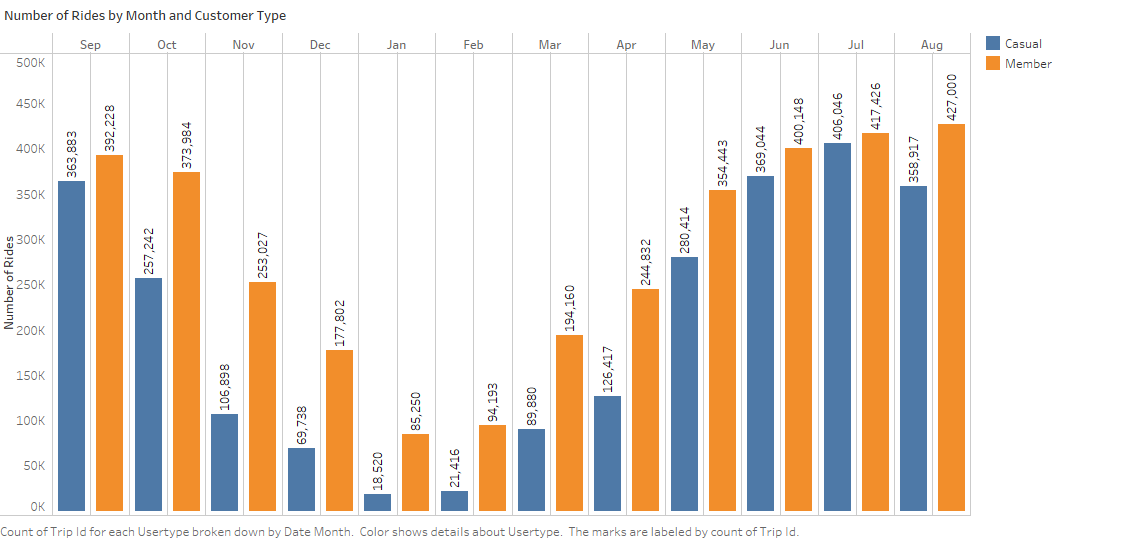 Number of Rides by Month and Customer Type
Sep Oct Nov Dec Jan Feb Mar Apr May Jun Jul Aug
Casual
Member
Number of Rides
500K
450K
400K
350K
300K
250K
200K
150K
100K
50K
0K
363,883
392,228
257,242
373,984
106,898
253,027
69,738
177,802
18,520
85,250
21,416
94,193
89,880
194,160
126,417
244,832
280,414
354,443
369,044
400,148
406,046
417,426
358,917
427,000
Count of Trip Id for each Usertype broken down by Date Month.  Color shows details about Usertype.  The marks are labeled by count of Trip Id.